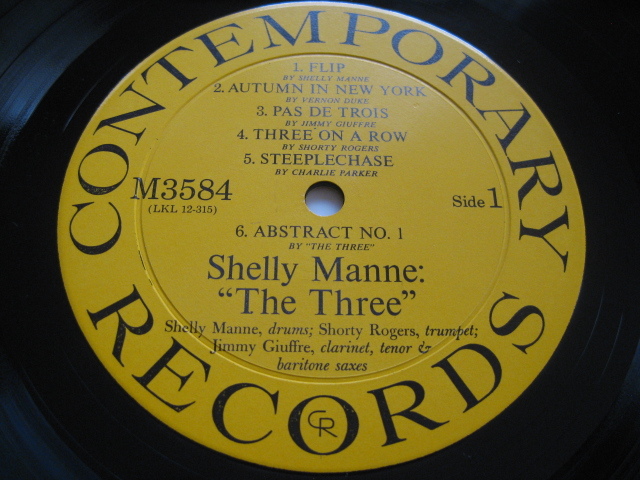 CONTEMPORARY
1. FLIP
BY SHELLY MANNE
2. AUTUMN IN NEW YORK
BY VERNON DUKE
3. PAS DE TROIS
BY JIMMY GIUFFRE
4. THREE ON A ROW
BY SHORTY ROGERS
5. STEEPLECHASE
BY CHARLIE PARKER
M3584
(LKL 12-315)
Side 1
6. ABSTRACT NO. 1
BY "THE THREE"
Shelly Manne:
“The Three”
Shelly Manne, drums; Shorty Rogers, trumpet;
Jimmy Giuffre, clarinet, tenor &
baritone saxes
RECORDS
CR